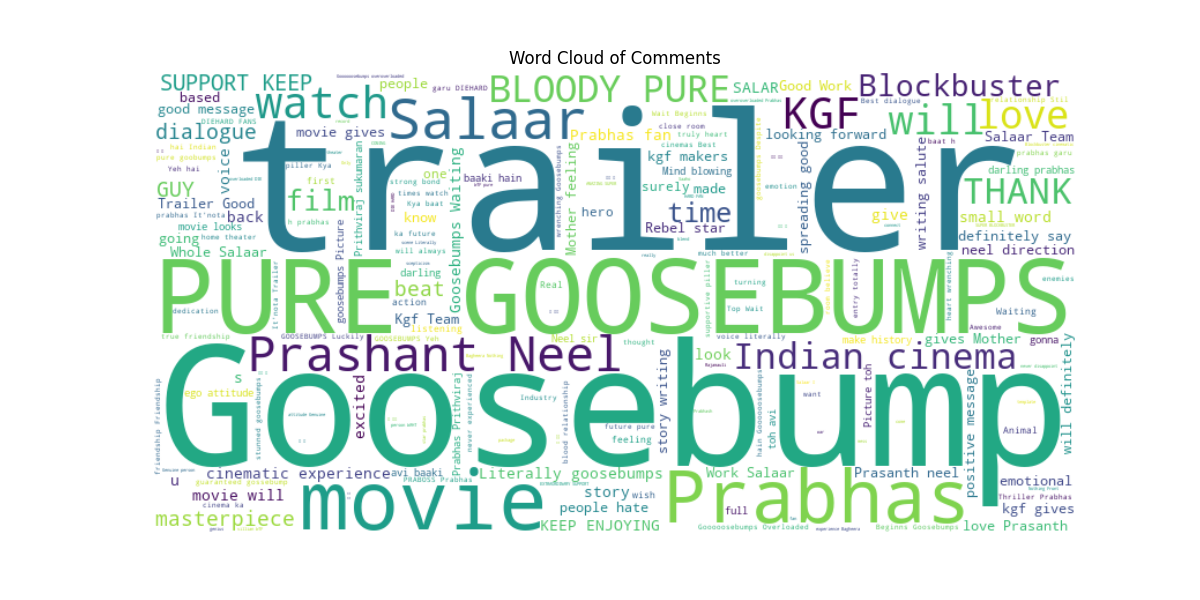 Word Cloud of Comments
SUPPORT KEEP
people
garu DIEHARD
BLOODY PURE
SALAR
Good Work
Blockbuster
based
good message
watch
Salaar
KGF
will
love
Best dialogue
DIEHARD FANS
dialogue
movie gives
Prabhas fan
Wait Begins
close room
truly heart
looking forward
Salaar Team
hai Indian
pure goobumps
Yeh hai
voice
trailer
cinemas Best
kgf makers
Mind blowing
baat h
prabhas garu
piller Kya
Prithviraj sukumaran
one
baaki hain
Mother feeling
surely
made
emotion
spreading good
writing salute
darling prabhas
GUY
Trailer Good
first
film
strong bond
times watch
Kya baat
wrenching Goosebumps
THANK
prabhas It'nota
back
h prabhas
know
hero
time
Rebel star
give
small word
movie looks
going
home theater
ka future
will always
definitely say
Whole Salaar
goosebumps Picture
Goosebumps Waiting
much better
neel direction
PURE GOOSEBUMPS
It'nota Trailer
darling
beat
action
Real
supportive pillar
turning
Top Wait
entry totally
heart wrenching
enemies
dedication
Kgf Team
listening
Waiting
Awesome
true friendship
GOOSEBUMPS Luckily
GOOSEBUMPS Yeh
Neel sir
thought
voice literally
make history
gives Mother
gonna
Prashant Neel
look
Indian cinema
Goosebump
s
ego attitude
excited
story writing
Picture toh
will definitely
friendship Friendship
stunned goosebumps
Prabhas Prithviraj
never experienced
Industry
blood relationship
future pure
feeling
hain Goooooosebumps
toh avi
want
positive message
Animal
cinematic experience
avi baaki
Literally goosebumps
Work Salaar
Prasanth neel
emotional
u
guaranteed goosebump
PRABOSS Prabhas
movie will
cinema ka
movie
story
wish
people hate
Prabhas
full
Thriller Prabhas
kgf gives
masterpiece
KEEP ENJOYING
Gooooosebumps Overloaded
experience Bagheera
Beginns Goosebumps
love Prasanth